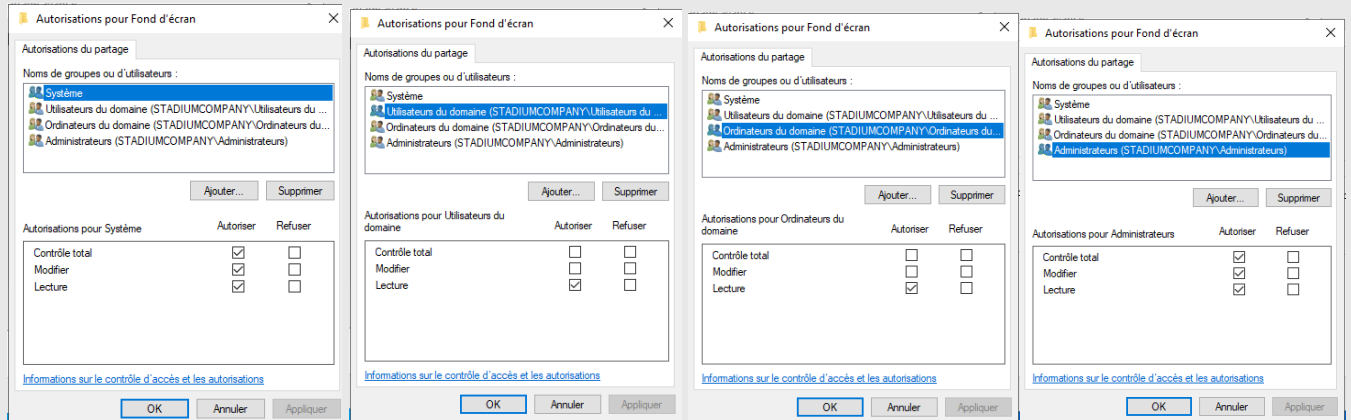 Autorisations pour Fond d'écran
Autorisations du partage
Noms de groupes ou d'utilisateurs :
Système
Utilisateurs du domaine (STADIUMCOMPANY\Utilisateurs du ...
Ordinateurs du domaine (STADIUMCOMPANY\Ordinateurs du...
Administrateurs (STADIUMCOMPANY\Administrateurs)
Ajouter... Supprimer
Autorisations pour Système Autoriser Refuser
Contrôle total
Modifier
Lecture
Informations sur le contrôle d'accès et les autorisations
OK Annuler Appliquer
Autorisations pour Fond d'écran
Autorisations du partage
Noms de groupes ou d'utilisateurs :
Système
Utilisateurs du domaine (STADIUMCOMPANY\Utilisateurs du ...
Ordinateurs du domaine (STADIUMCOMPANY\Ordinateurs du...
Administrateurs (STADIUMCOMPANY\Administrateurs)
Ajouter... Supprimer
Autorisations pour Utilisateurs du
domaine Autoriser Refuser
Contrôle total
Modifier
Lecture
Informations sur le contrôle d'accès et les autorisations
OK Annuler Appliquer
Autorisations pour Fond d'écran
Autorisations du partage
Noms de groupes ou d'utilisateurs :
Système
Utilisateurs du domaine (STADIUMCOMPANY\Utilisateurs du ...
Ordinateurs du domaine (STADIUMCOMPANY\Ordinateurs du...
Administrateurs (STADIUMCOMPANY\Administrateurs)
Ajouter... Supprimer
Autorisations pour Ordinateurs du
domaine Autoriser Refuser
Contrôle total
Modifier
Lecture
Informations sur le contrôle d'accès et les autorisations
OK Annuler Appliquer
Autorisations pour Fond d'écran
Autorisations du partage
Noms de groupes ou d'utilisateurs :
Système
Utilisateurs du domaine (STADIUMCOMPANY\Utilisateurs du ...
Ordinateurs du domaine (STADIUMCOMPANY\Ordinateurs du...
Administrateurs (STADIUMCOMPANY\Administrateurs)
Ajouter... Supprimer
Autorisations pour Administrateurs Autoriser Refuser
Contrôle total
Modifier
Lecture
Informations sur le contrôle d'accès et les autorisations
OK Annuler Appliquer